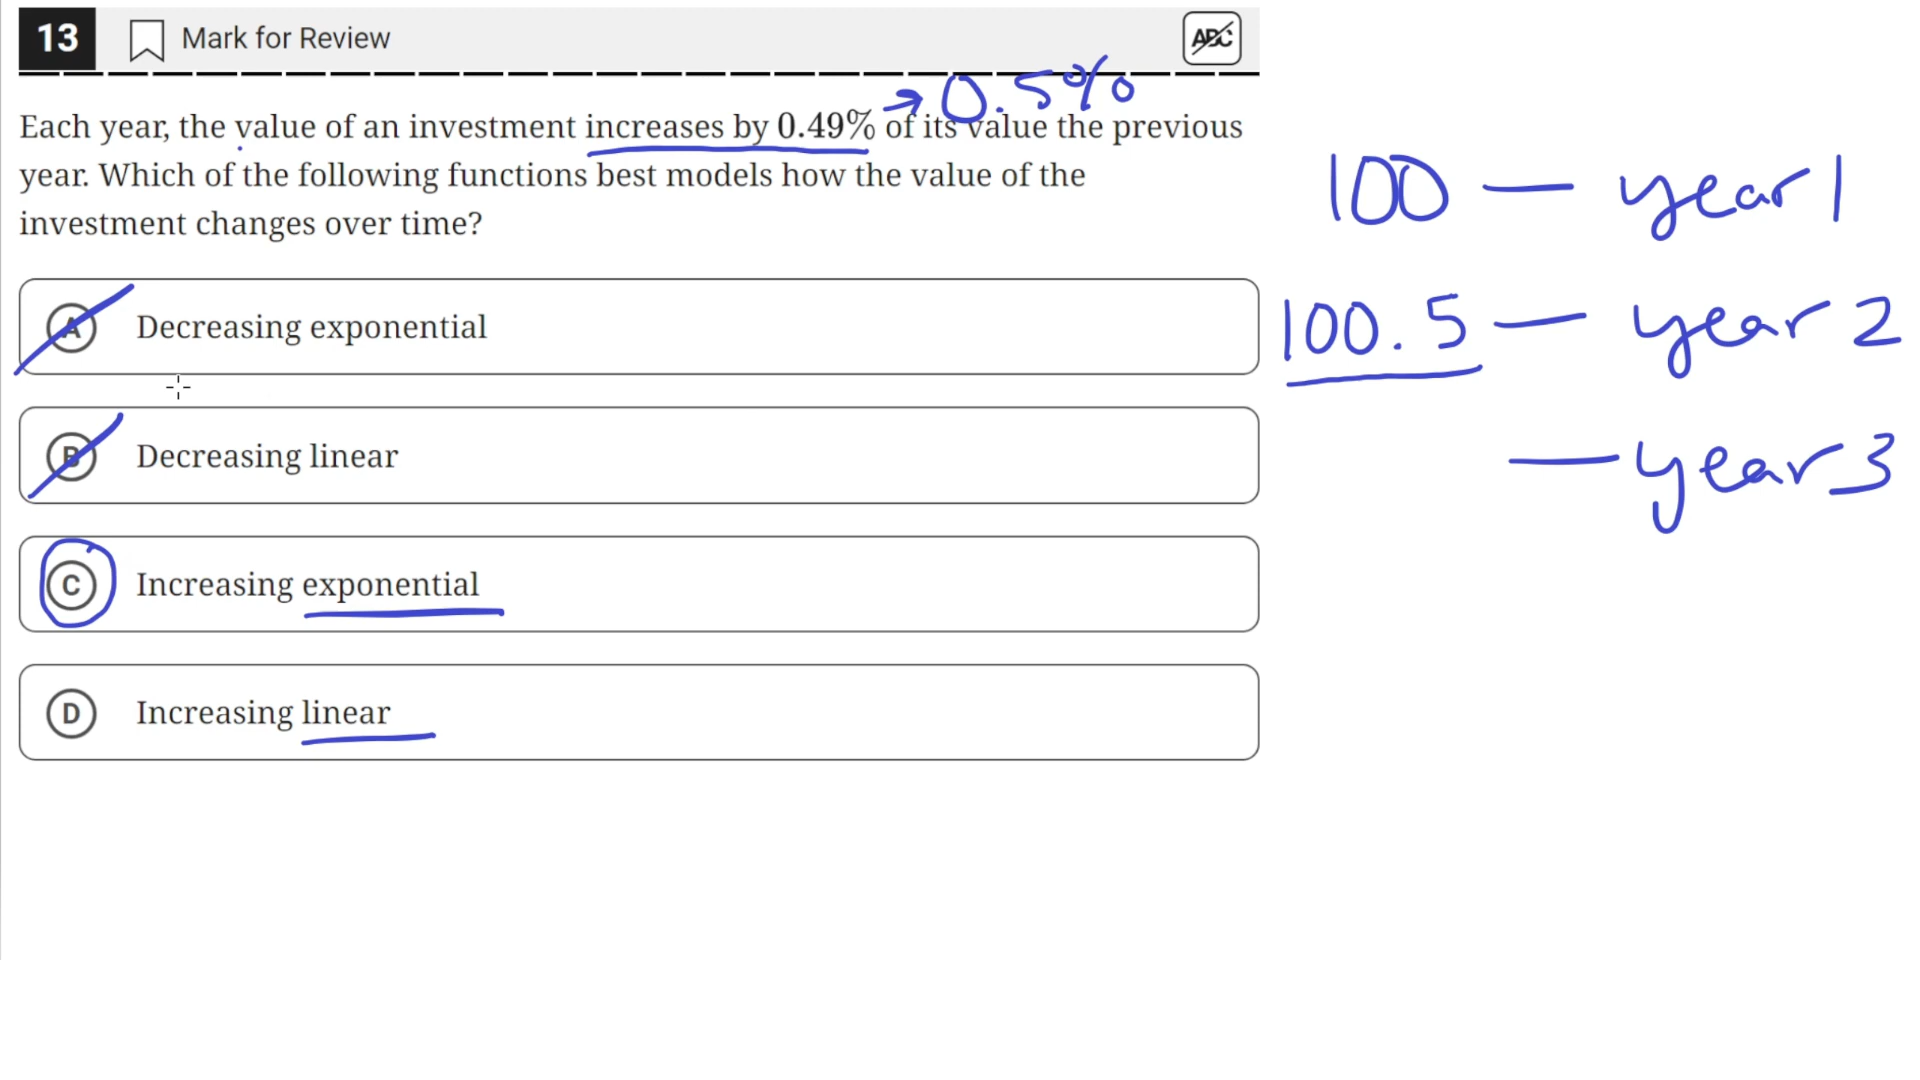 13 Mark for Review ABC
→ 0.5%
Each year, the value of an investment increases by 0.49% of its value the previous
year. Which of the following functions best models how the value of the
investment changes over time?
A Decreasing exponential
B Decreasing linear
C Increasing exponential
D Increasing linear
100 — year 1
100.5 — year 2
— year 3